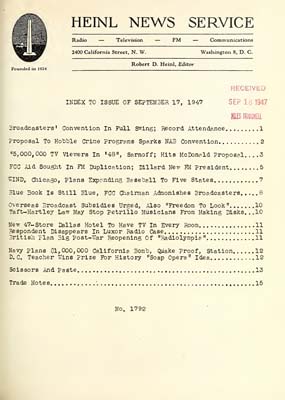 HEINL NEWS SERVICE
Radio — Television — FM — Communications
2400 California Street, N. W. Washington 8, D. C.
Robert D. Heinl, Editor
Founded in 1924
RECEIVED
SEP 18 1947
NILES TRAMMELL
INDEX TO ISSUE OF SEPTEMBER 17, 1947
Broadcasters' Convention In Full Swing; Record Attendance.........1
Proposal To Hobble Crime Programs Sparks NAB Convention...........2
"5,000,000 TV Viewers In "48", Sarnoff; Hits McDonald Proposal....3
FCC Aid Sought In FM Duplication; Dillard New FM President........5
WIND, Chicago, Plans Expanding Baseball To Five States............7
Blue Book Is Still Blue, FCC Chairman Admonishes Broadcasters,....8
Overseas Broadcast Subsidies Urged, Also "Freedom to Look"......10
Taft-Hartley Law May Stop Petrillo Musicians From Making Disks..10
New 47-Store Dallas Hotel To Have TV In Every Room..............11
Respondent Disappears In Luxor Radio Case.......................11
British Plan Big Post-War Reopening Of "Radiolympia"............11
Navy Plans $1,000,000 California Bomb, Quake Proof, Station.....12
D.C. Teacher Wins Prize For History "Soap Opera" Idea...........12
Scissors And Paste..............................................13
Trade Notes.....................................................15
No. 1792